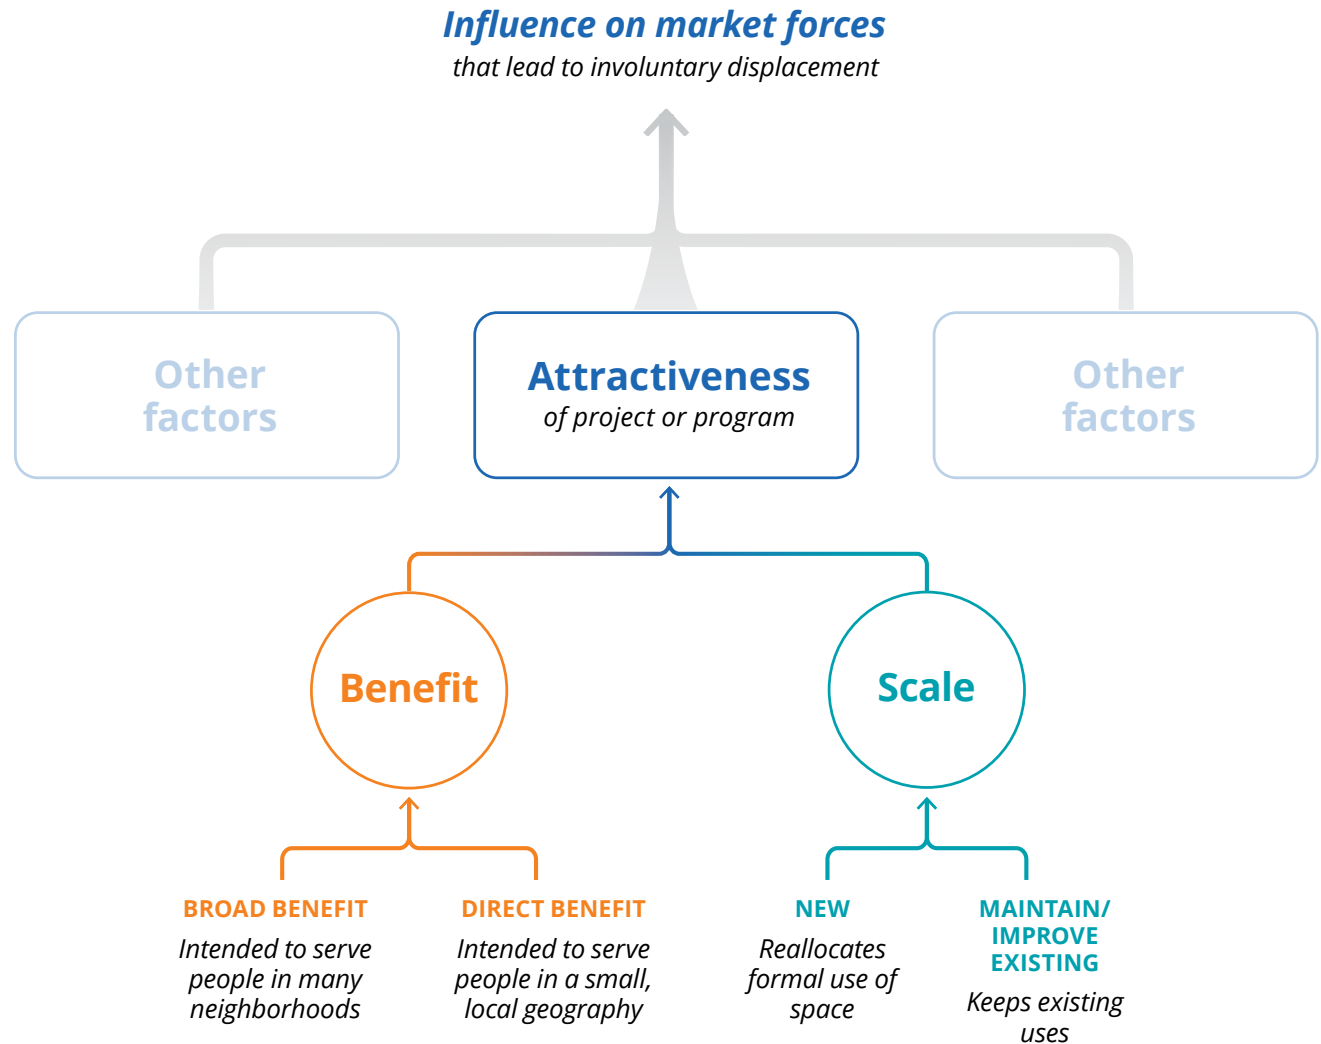 Influence on market forces
that lead to involuntary displacement
Other
factors
Attractiveness
of project or program
Other
factors
Benefit
Scale
BROAD BENEFIT
Intended to serve
people in many
neighborhoods
DIRECT BENEFIT
Intended to serve
people in a small,
local geography
NEW
Reallocates
formal use of
space
MAINTAIN/
IMPROVE
EXISTING
Keeps existing
uses